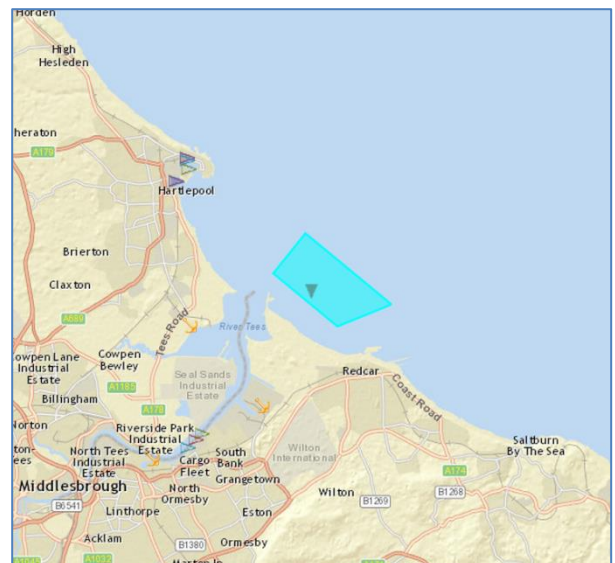 Horden
High
Hesleden
heraton
A179
Hartlepool
Brierton
Claxton
A689
Tees Road
River Tees
owpen Lane
Industrial
Estate
Cowpen
Bewley
A1185
Seal Sands
Industrial
Estate
Redcar
Coast Road
Billingham
A178
Norton
Riverside Park
Industrial
Estate
ton-
ees
North Tees
Industrial
Estate
Cargo
Fleet
South
Bank
Wilton
International
Saltburn
By The Sea
Grangetown
A174
Middlesbrough
North
Ormesby
Wilton
B1269
B1268
B6541
Linthorpe
Eston
Acklam
B1380
Ormesby
A1032